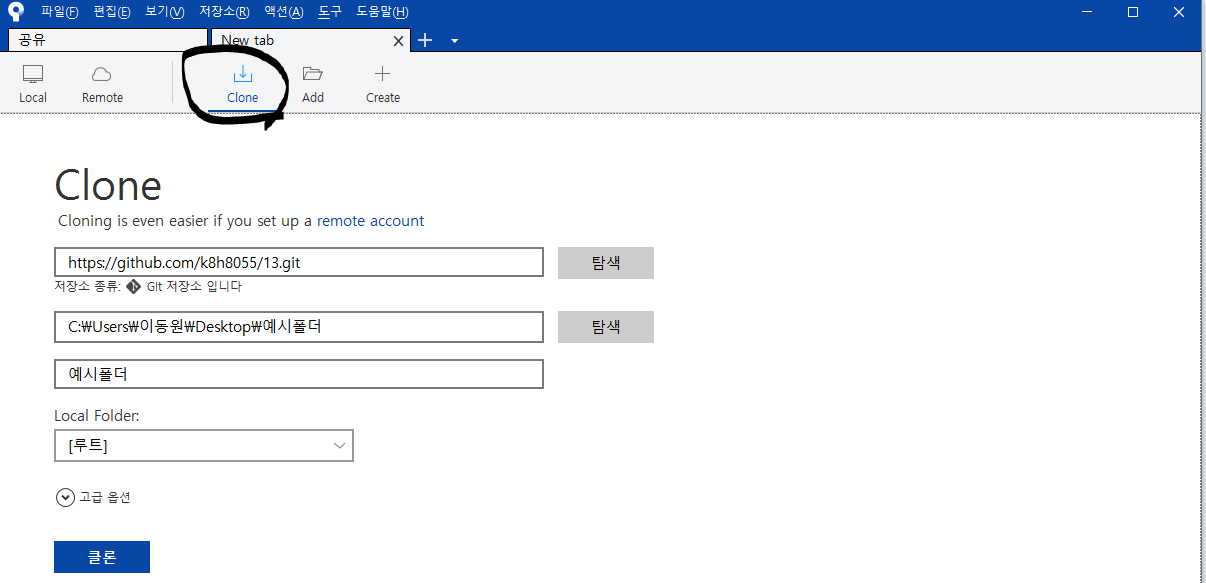 파일(F) 편집(E) 보기(V) 저장소(R) 액션(A) 도구 도움말(H)
공유 New tab
Local Remote Clone Add Create
Clone
Cloning is even easier if you set up a remote account
https://github.com/k8h8055/13.git 탐색
저장소 종류: Git 저장소 입니다
C:₩Users₩이동원₩Desktop₩예시폴더 탐색
예시폴더
Local Folder:
[루트]
고급 옵션
클론